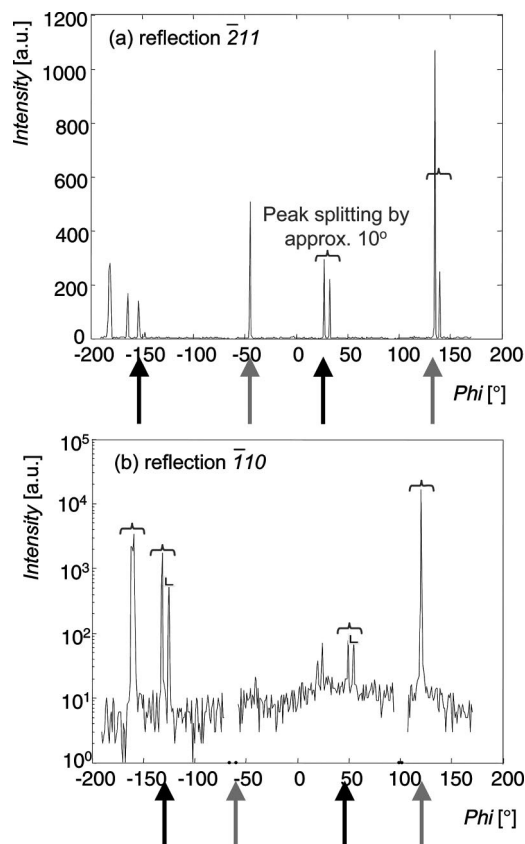 1200
(a) reflection 2̅11
1000
800
Peak splitting by
approx. 10°
600
400
200
0
Intensity [a.u.]
-200 -150 -100 -50 0 50 100 150 200
Phi [°]
10⁵
(b) reflection 1̅10
10⁴
10³
10²
10¹
10⁰
Intensity [a.u.]
-200 -150 -100 -50 0 50 100 150 200
Phi [°]